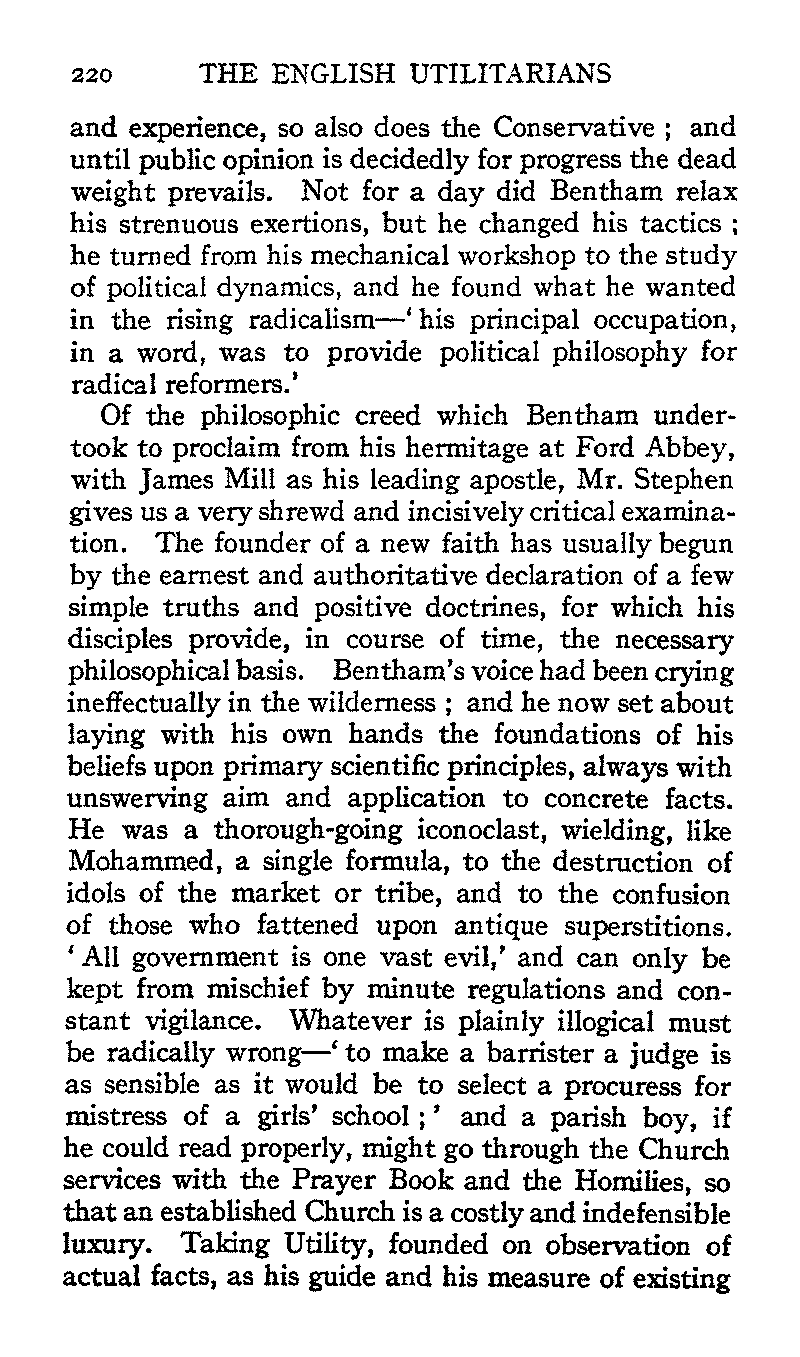 220 THE ENGLISH UTILITARIANS
and experience, so also does the Conservative ; and
until public opinion is decidedly for progress the dead
weight prevails. Not for a day did Bentham relax
his strenuous exertions, but he changed his tactics ;
he turned from his mechanical workshop to the study
of political dynamics, and he found what he wanted
in the rising radicalism—‘ his principal occupation,
in a word, was to provide political philosophy for
radical reformers.’
Of the philosophic creed which Bentham under-
took to proclaim from his hermitage at Ford Abbey,
with James Mill as his leading apostle, Mr. Stephen
gives us a very shrewd and incisively critical examina-
tion. The founder of a new faith has usually begun
by the earnest and authoritative declaration of a few
simple truths and positive doctrines, for which his
disciples provide, in course of time, the necessary
philosophical basis. Bentham’s voice had been crying
ineffectually in the wilderness ; and he now set about
laying with his own hands the foundations of his
beliefs upon primary scientific principles, always with
unswerving aim and application to concrete facts.
He was a thorough-going iconoclast, wielding, like
Mohammed, a single formula, to the destruction of
idols of the market or tribe, and to the confusion
of those who fattened upon antique superstitions.
‘ All government is one vast evil,’ and can only be
kept from mischief by minute regulations and con-
stant vigilance. Whatever is plainly illogical must
be radically wrong—‘ to make a barrister a judge is
as sensible as it would be to select a procuress for
mistress of a girls’ school ; ’ and a parish boy, if
he could read properly, might go through the Church
services with the Prayer Book and the Homilies, so
that an established Church is a costly and indefensible
luxury. Taking Utility, founded on observation of
actual facts, as his guide and his measure of existing